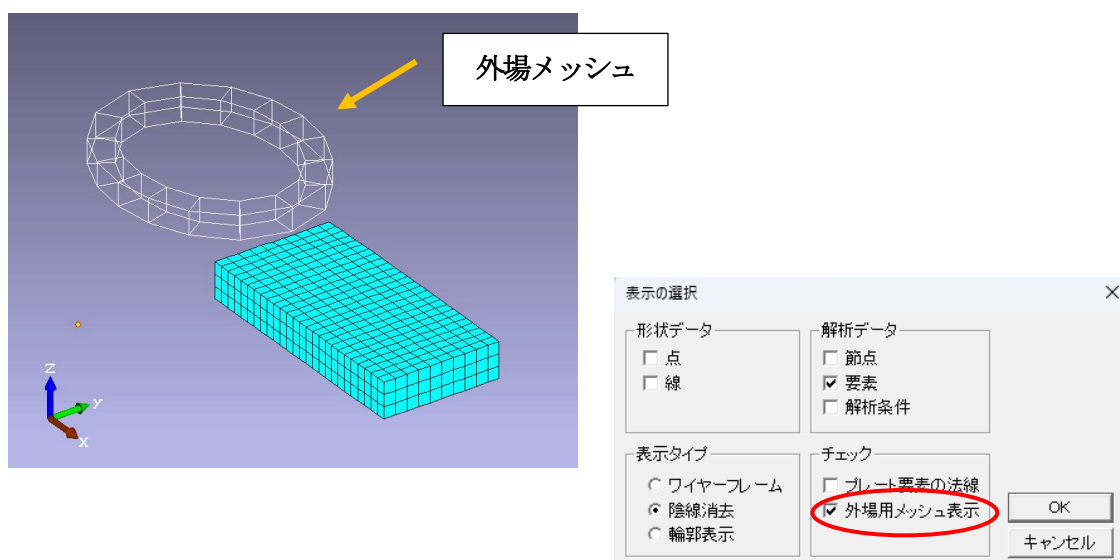 外場メッシュ
Z
Y
X
表示の選択
形状データ
点
線
解析データ
節点
要素
解析条件
表示タイプ
ワイヤーフレーム
陰線消去
輪郭表示
チェック
プレート要素の法線
外場用メッシュ表示
OK
キャンセル